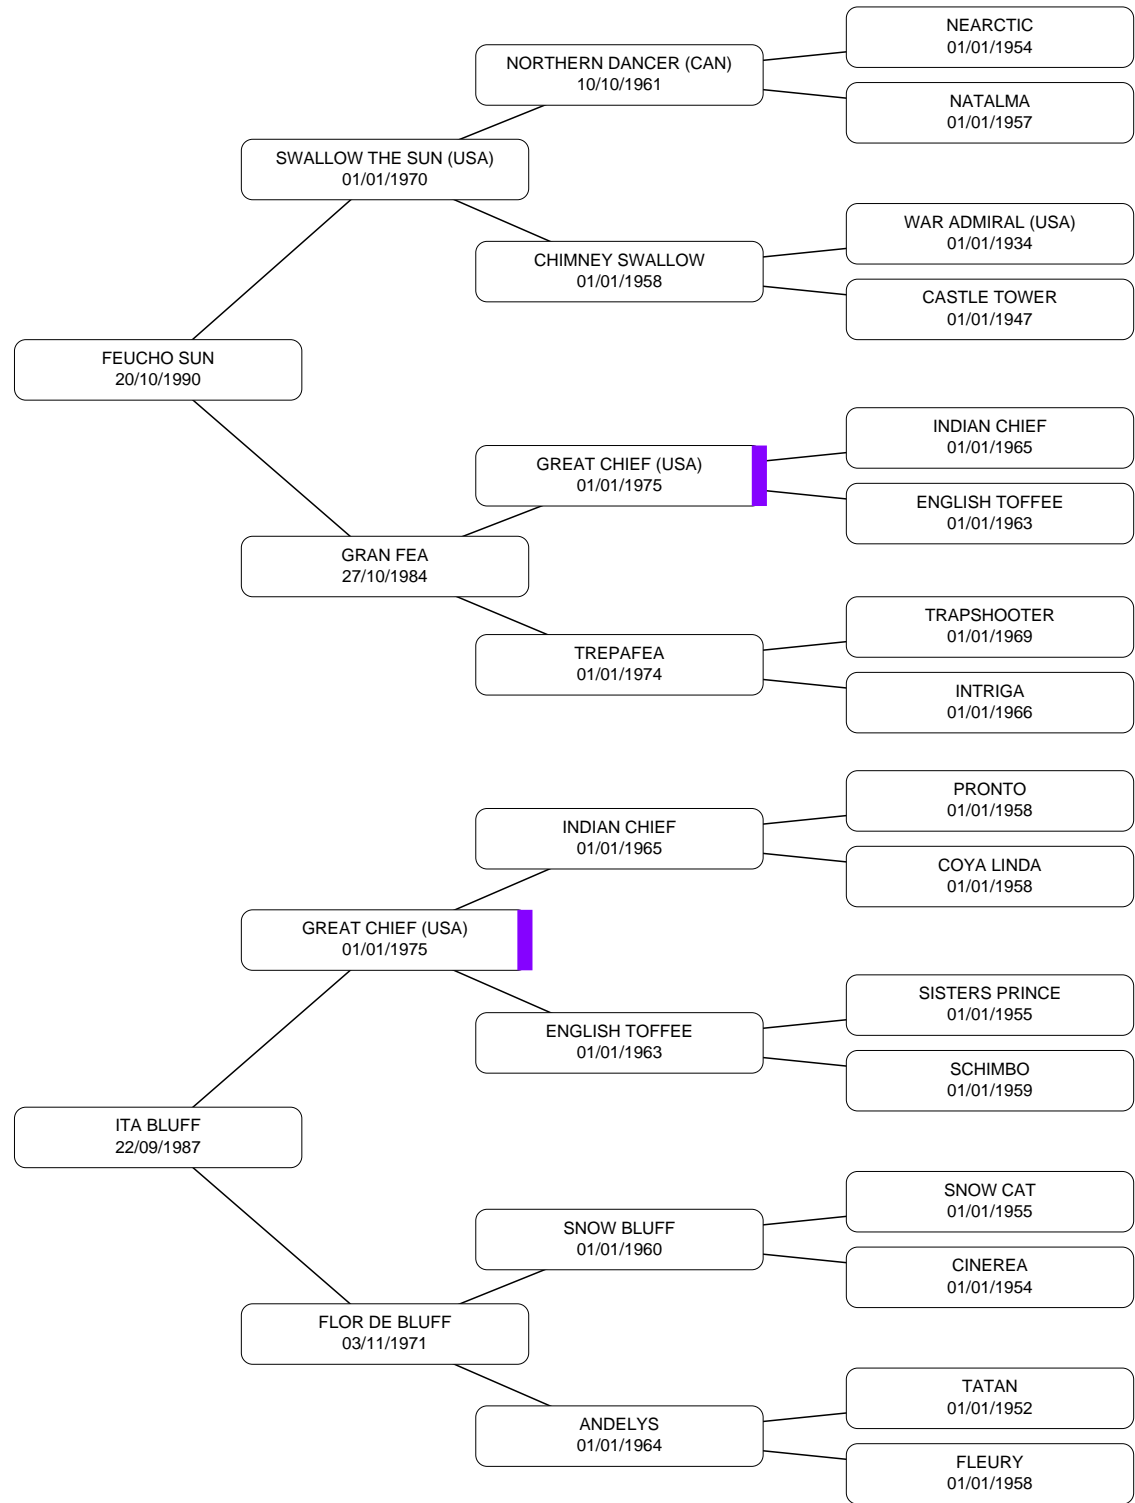 NEARCTIC
01/01/1954
NORTHERN DANCER (CAN)
10/10/1961
NATALMA
01/01/1957
SWALLOW THE SUN (USA)
01/01/1970
WAR ADMIRAL (USA)
01/01/1934
CHIMNEY SWALLOW
01/01/1958
CASTLE TOWER
01/01/1947
FEUCHO SUN
20/10/1990
INDIAN CHIEF
01/01/1965
GREAT CHIEF (USA)
01/01/1975
ENGLISH TOFFEE
01/01/1963
GRAN FEA
27/10/1984
TRAPSHOOTER
01/01/1969
TREPAFEA
01/01/1974
INTRIGA
01/01/1966
PRONTO
01/01/1958
INDIAN CHIEF
01/01/1965
COYA LINDA
01/01/1958
GREAT CHIEF (USA)
01/01/1975
SISTERS PRINCE
01/01/1955
ENGLISH TOFFEE
01/01/1963
SCHIMBO
01/01/1959
ITA BLUFF
22/09/1987
SNOW CAT
01/01/1955
SNOW BLUFF
01/01/1960
CINEREA
01/01/1954
FLOR DE BLUFF
03/11/1971
TATAN
01/01/1952
ANDELYS
01/01/1964
FLEURY
01/01/1958